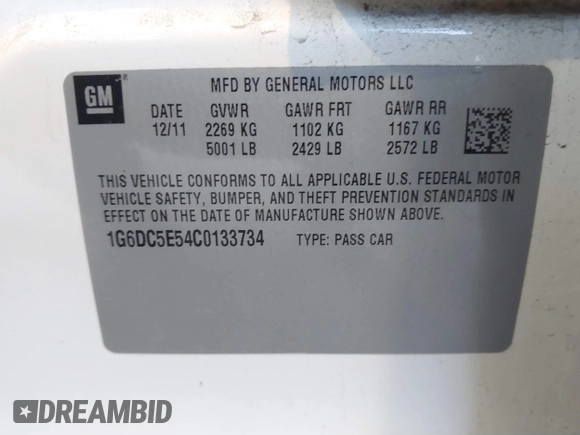 GM
MFD BY GENERAL MOTORS LLC
DATE GVWR GAWR FRT GAWR RR
12/11 2269 KG 1102 KG 1167 KG
5001 LB 2429 LB 2572 LB
THIS VEHICLE CONFORMS TO ALL APPLICABLE U.S. FEDERAL MOTOR
VEHICLE SAFETY, BUMPER, AND THEFT PREVENTION STANDARDS IN
EFFECT ON THE DATE OF MANUFACTURE SHOWN ABOVE.
1G6DC5E54C0133734 TYPE: PASS CAR
DREAMBID